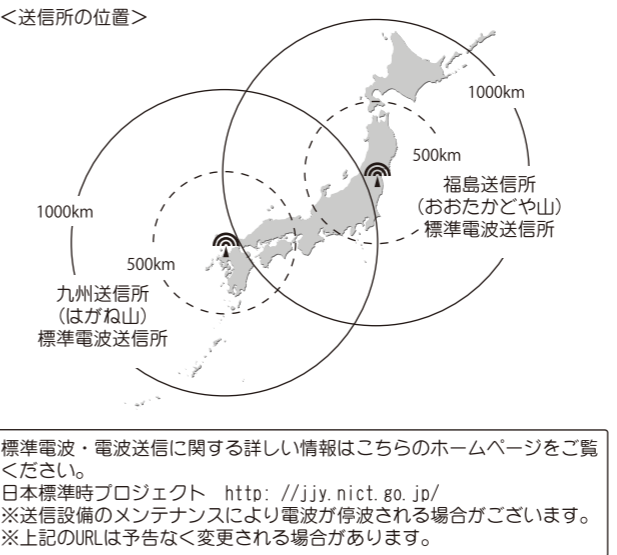 <送信所の位置>
1000km
500km
福島送信所
(おおたかどや山)
標準電波送信所
1000km
500km
九州送信所
(はがね山)
標準電波送信所
標準電波・電波送信に関する詳しい情報はこちらのホームページをご覧
ください。
日本標準時プロジェクト http: //jjy.nict.go.jp/
※送信設備のメンテナンスにより電波が停波される場合がございます。
※上記のURLは予告なく変更される場合があります。